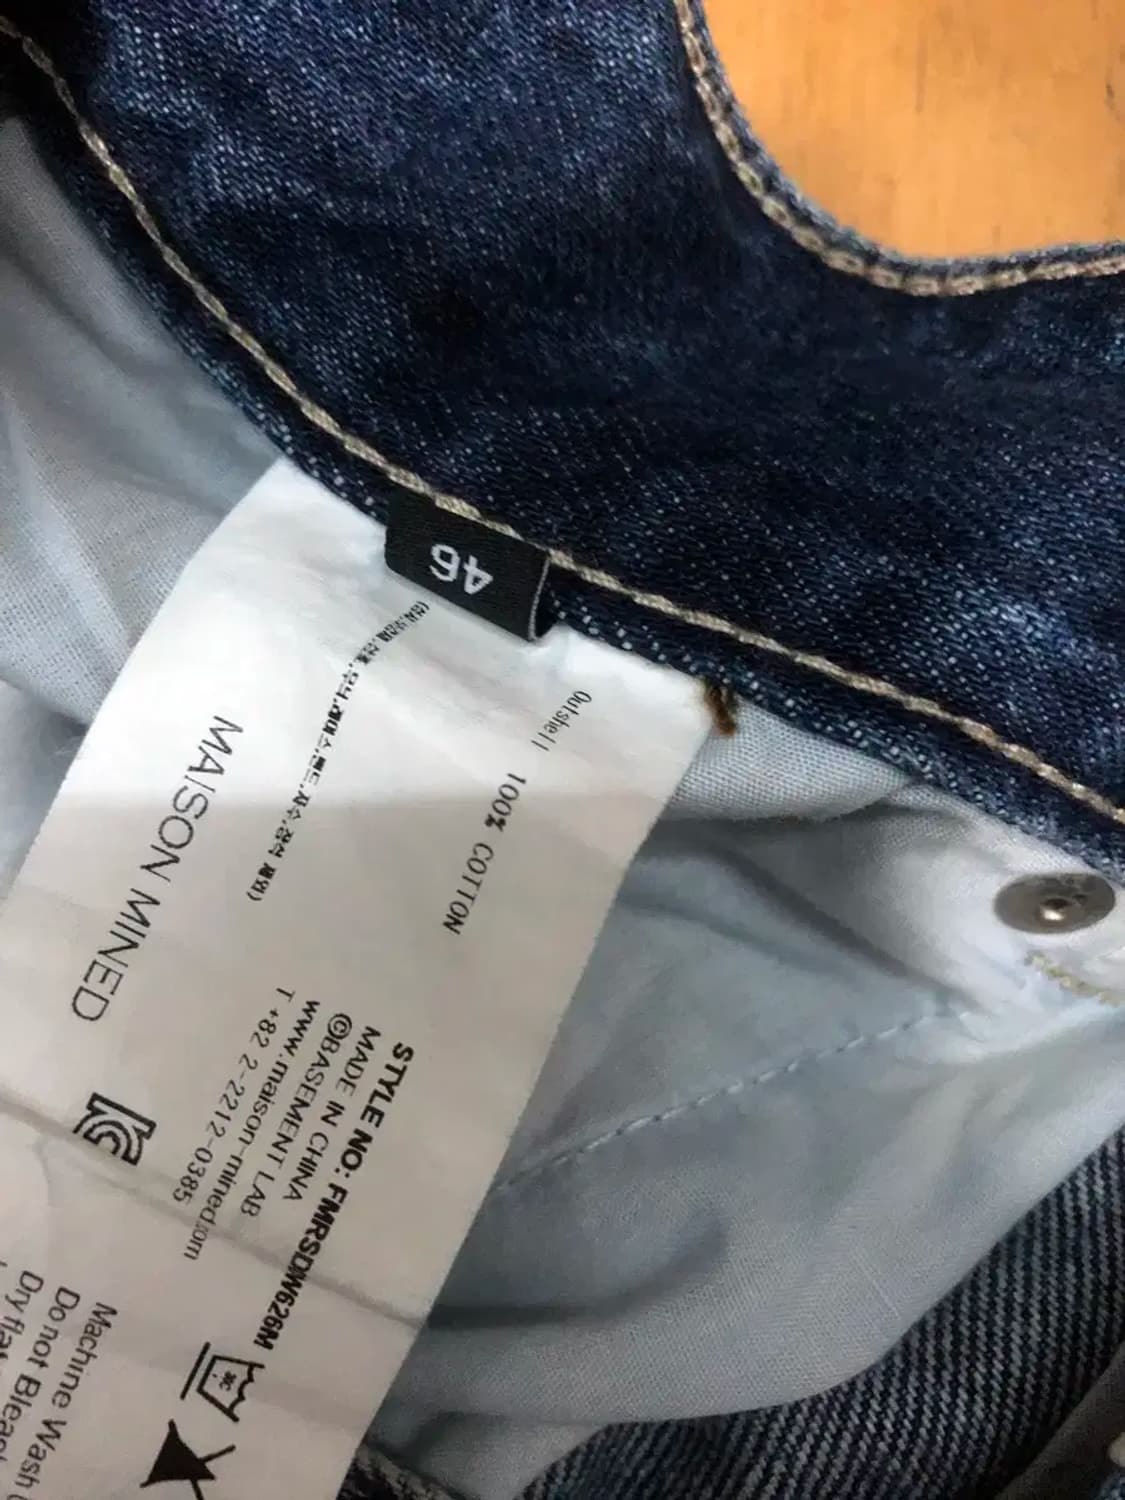 46
Outshell 100% COTTON
MAISON MINED
STYLE NO: FMRSDW626M
MADE IN CHINA
©BASEMENT LAB
www.maison-mined.com
T +82 2-2212-0385
Machine Wash
Do not Bleach
Dry flat